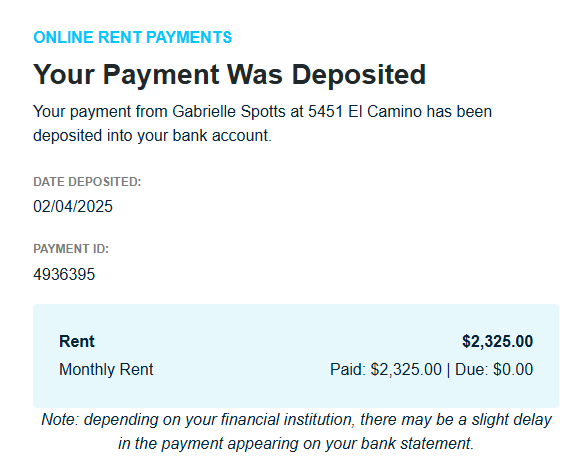 ONLINE RENT PAYMENTS
Your Payment Was Deposited
Your payment from Gabrielle Spotts at 5451 El Camino has been
deposited into your bank account.
DATE DEPOSITED:
02/04/2025
PAYMENT ID:
4936395
Rent $2,325.00
Monthly Rent Paid: $2,325.00 | Due: $0.00
Note: depending on your financial institution, there may be a slight delay
in the payment appearing on your bank statement.